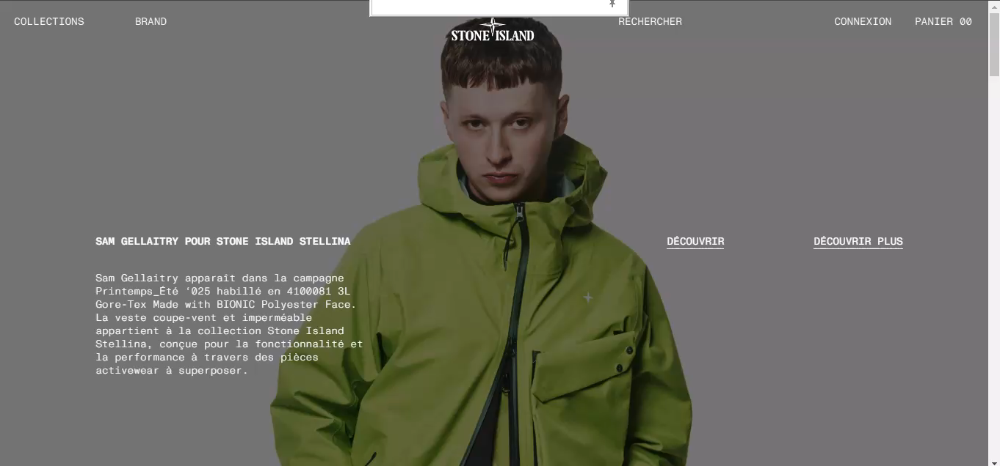 COLLECTIONS BRAND STONE ISLAND RECHERCHER CONNEXION PANIER 00
SAM GELLAITRY POUR STONE ISLAND STELLINA DÉCOUVRIR DÉCOUVRIR PLUS
Sam Gellaitry apparaît dans la campagne
Printemps_Été '025 habillé en 4100081 3L
Gore-Tex Made with BIONIC Polyester Face.
La veste coupe-vent et imperméable
appartient à la collection Stone Island
Stellina, conçue pour la fonctionnalité et
la performance à travers des pièces
activewear à superposer.